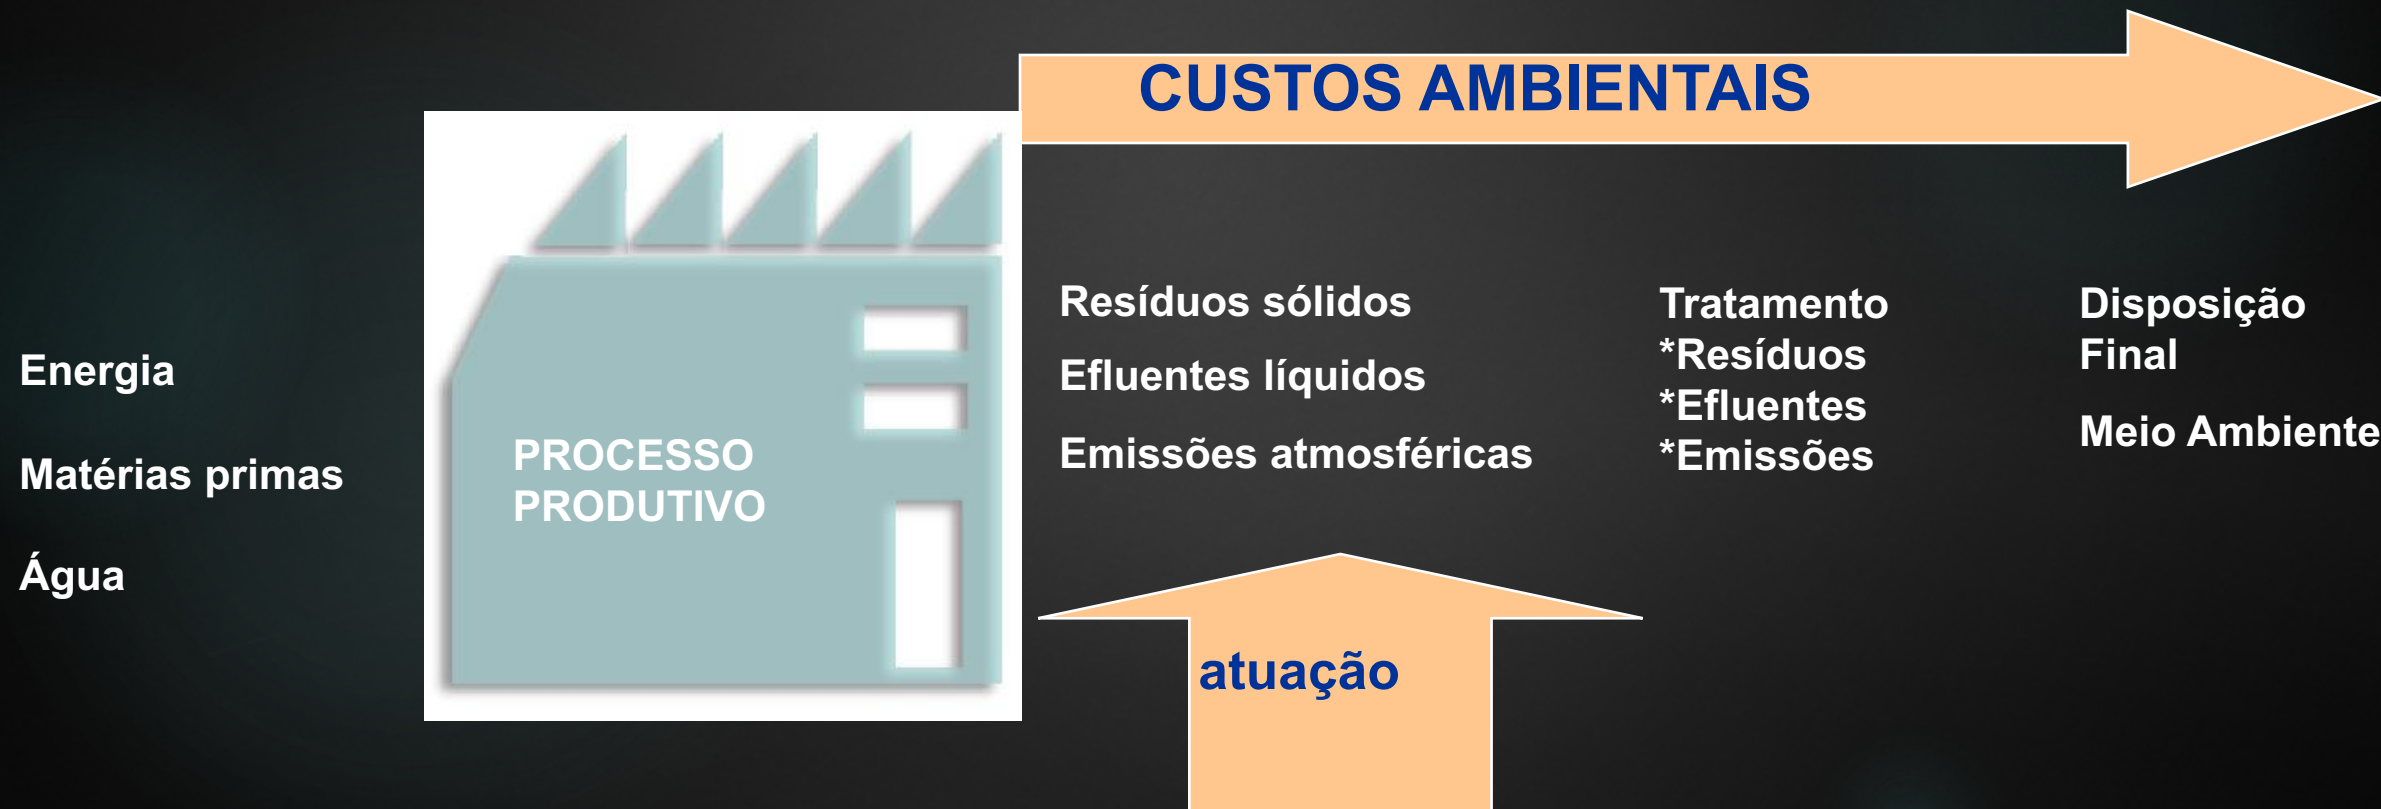 CUSTOS AMBIENTAIS
Energia
Matérias primas
Água
PROCESSO
PRODUTIVO
Resíduos sólidos
Efluentes líquidos
Emissões atmosféricas
Tratamento
*Resíduos
*Efluentes
*Emissões
Disposição
Final
Meio Ambiente
atuação